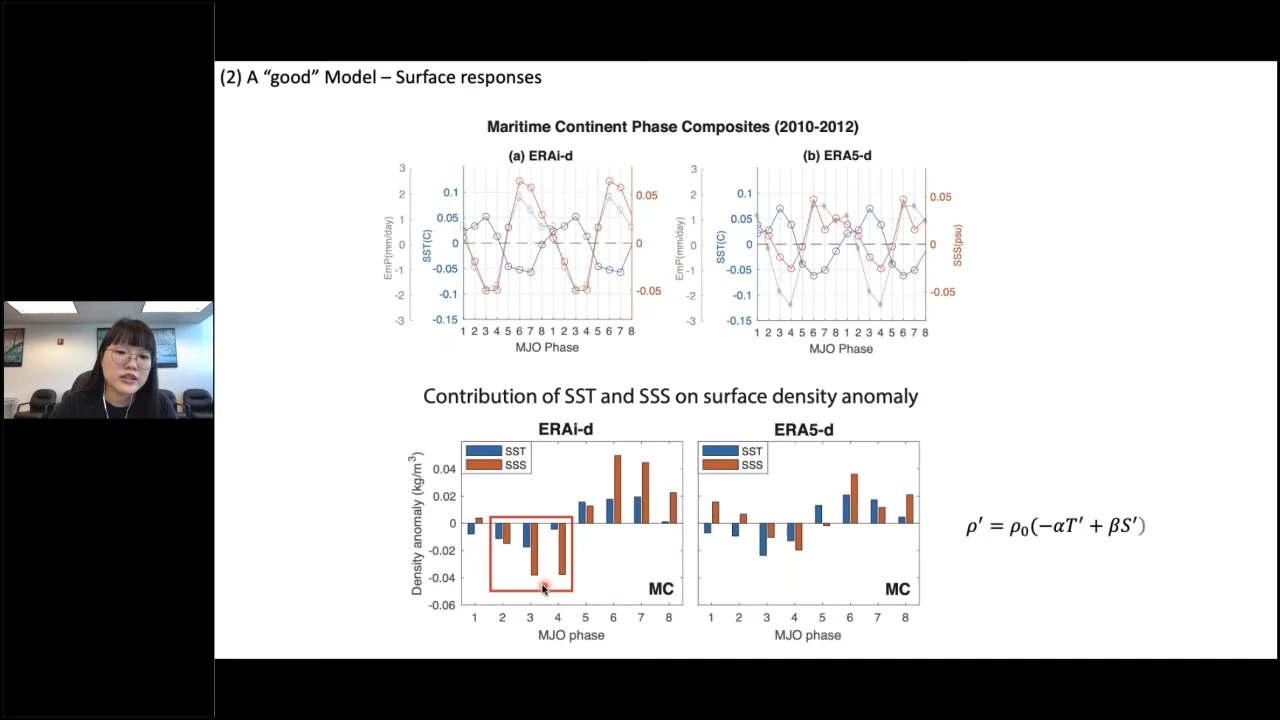 (2) A “good” Model – Surface responses
Maritime Continent Phase Composites (2010-2012)
(a) ERAi-d
(b) ERA5-d
3
2
1
0
-1
-2
-3
EmP(mm/day)
0.1
0.05
0
-0.05
-0.1
-0.15
SST(C)
0.05
0
-0.05
1 2 3 4 5 6 7 8 1 2 3 4 5 6 7 8
MJO Phase
3
2
1
0
-1
-2
-3
EmP(mm/day)
0.1
0.05
0
-0.05
-0.1
-0.15
SST(C)
0.05
0
-0.05
SSS(psu)
1 2 3 4 5 6 7 8 1 2 3 4 5 6 7 8
MJO Phase
Contribution of SST and SSS on surface density anomaly
ERAi-d
SST
SSS
Density anomaly (kg/m³)
0.04
0.02
0
-0.02
-0.04
-0.06
MC
1 2 3 4 5 6 7 8
MJO phase
ERA5-d
SST
SSS
MC
1 2 3 4 5 6 7 8
MJO phase
ρ′ = ρ₀(−αT′ + βS′)